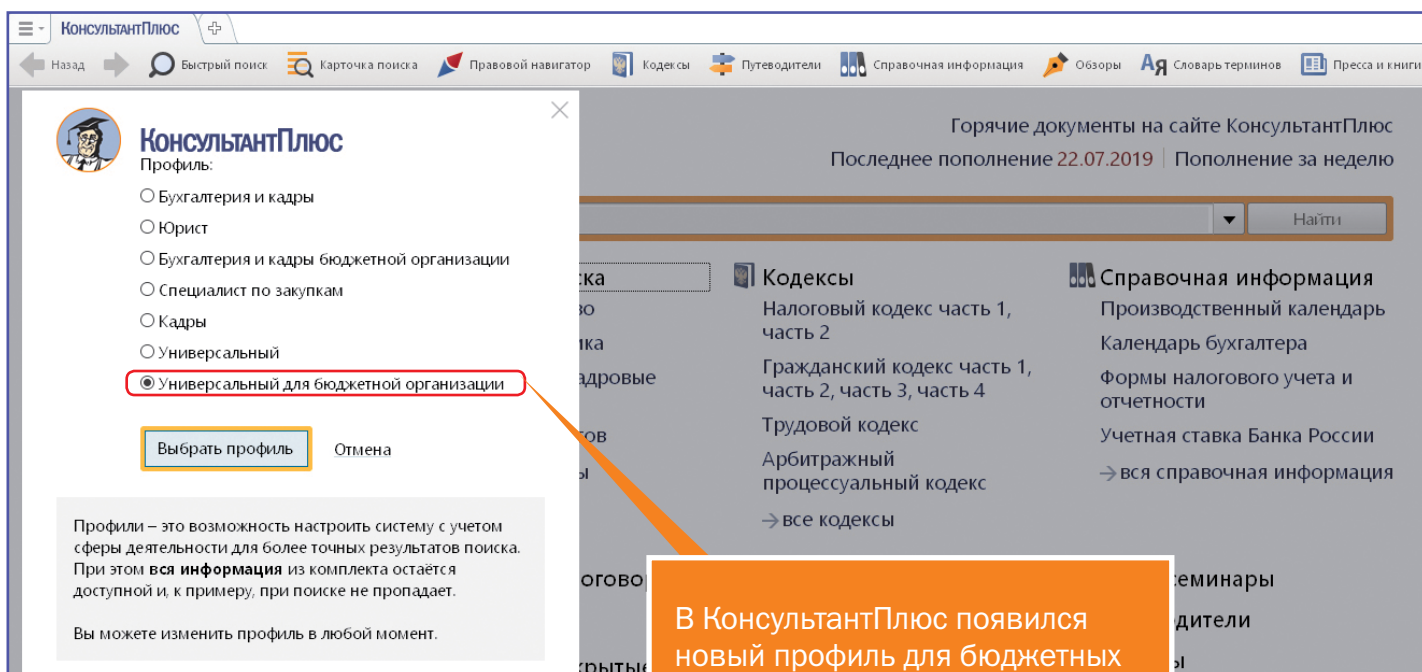 КонсультантПлюс
Назад Быстрый поиск Карточка поиска Правовой навигатор Кодексы Путеводители Справочная информация Обзоры Словарь терминов Пресса и книги
КонсультантПлюс
Профиль:
Бухгалтерия и кадры
Юрист
Бухгалтерия и кадры бюджетной организации
Специалист по закупкам
Кадры
Универсальный
Универсальный для бюджетной организации
Выбрать профиль Отмена
Профили – это возможность настроить систему с учетом
сферы деятельности для более точных результатов поиска.
При этом вся информация из комплекта остаётся
доступной и, к примеру, при поиске не пропадает.
Вы можете изменить профиль в любой момент.
Горячие документы на сайте КонсультантПлюс
Последнее пополнение 22.07.2019 Пополнение за неделю
Найти
Кодексы
Налоговый кодекс часть 1,
часть 2
Гражданский кодекс часть 1,
часть 2, часть 3, часть 4
Трудовой кодекс
Арбитражный
процессуальный кодекс
→ все кодексы
Справочная информация
Производственный календарь
Календарь бухгалтера
Формы налогового учета и
отчетности
Учетная ставка Банка России
→ вся справочная информация
В КонсультантПлюс появился
новый профиль для бюджетных